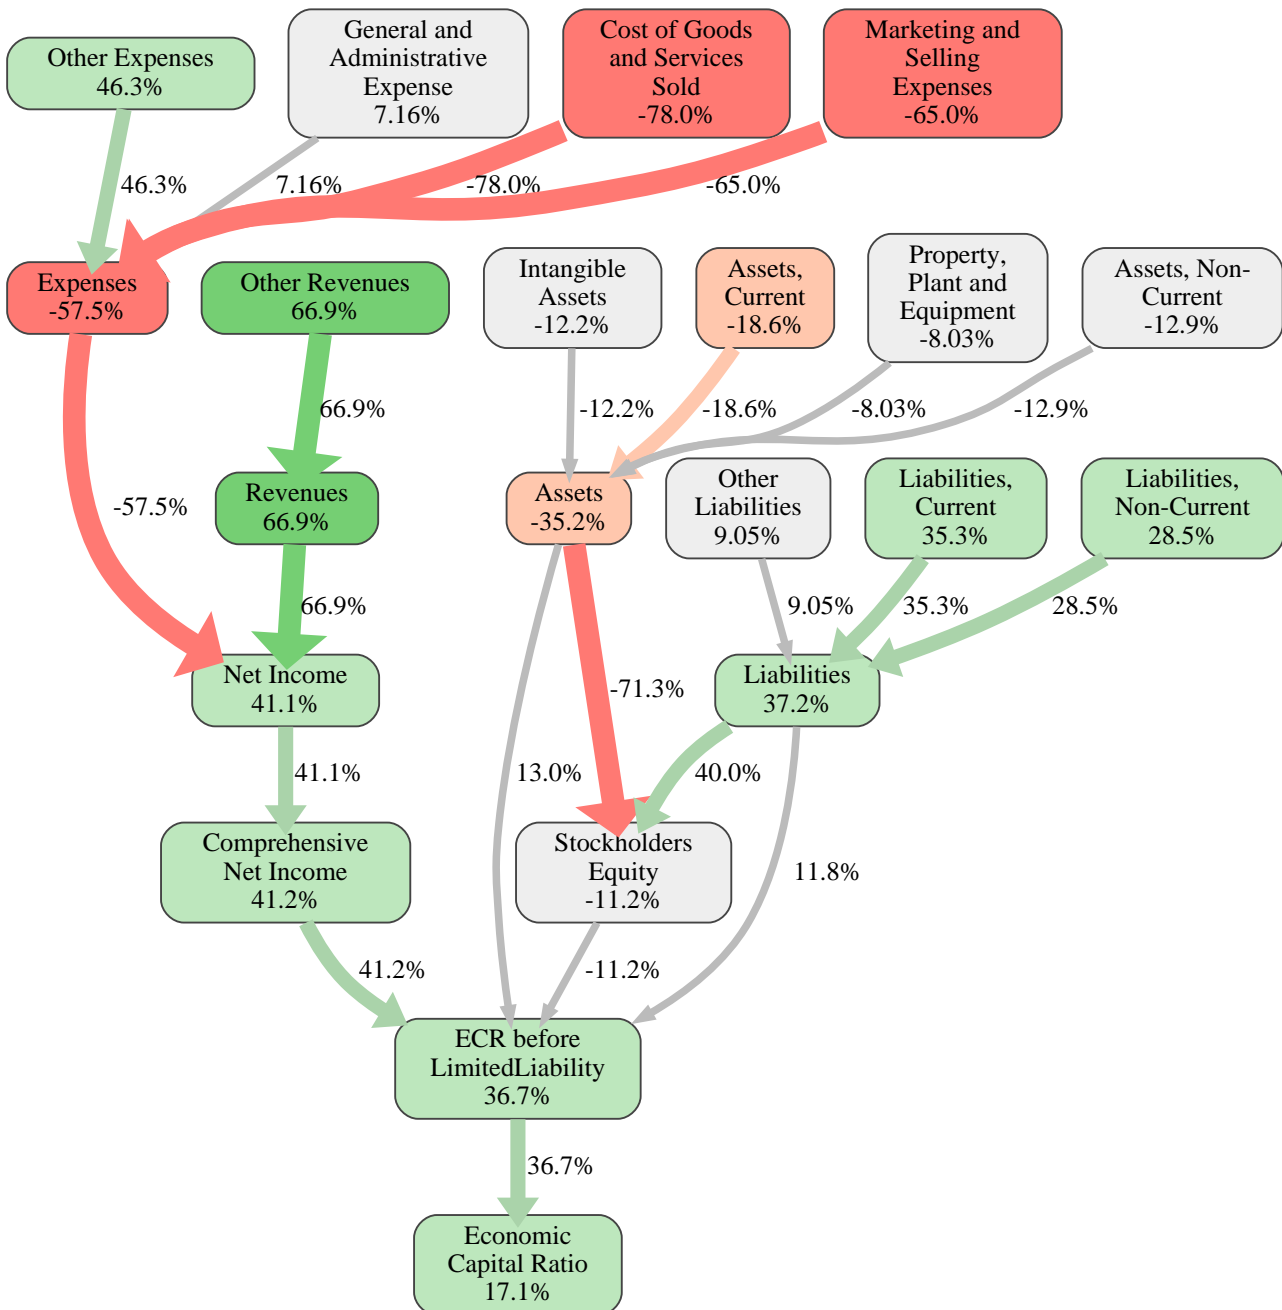 Other Expenses
46.3%
General and
Administrative
Expense
7.16%
Cost of Goods
and Services
Sold
-78.0%
Marketing and
Selling
Expenses
-65.0%
46.3%
7.16%
-78.0%
-65.0%
Expenses
-57.5%
Other Revenues
66.9%
Intangible
Assets
-12.2%
Assets,
Current
-18.6%
Property,
Plant and
Equipment
-8.03%
Assets, Non-
Current
-12.9%
66.9%
-12.2%
-18.6%
-8.03%
-12.9%
-57.5%
Revenues
66.9%
Assets
-35.2%
Other
Liabilities
9.05%
Liabilities,
Current
35.3%
Liabilities,
Non-Current
28.5%
66.9%
9.05%
35.3%
28.5%
Net Income
41.1%
-71.3%
Liabilities
37.2%
41.1%
13.0%
40.0%
Comprehensive
Net Income
41.2%
Stockholders
Equity
-11.2%
11.8%
41.2%
-11.2%
ECR before
LimitedLiability
36.7%
36.7%
Economic
Capital Ratio
17.1%